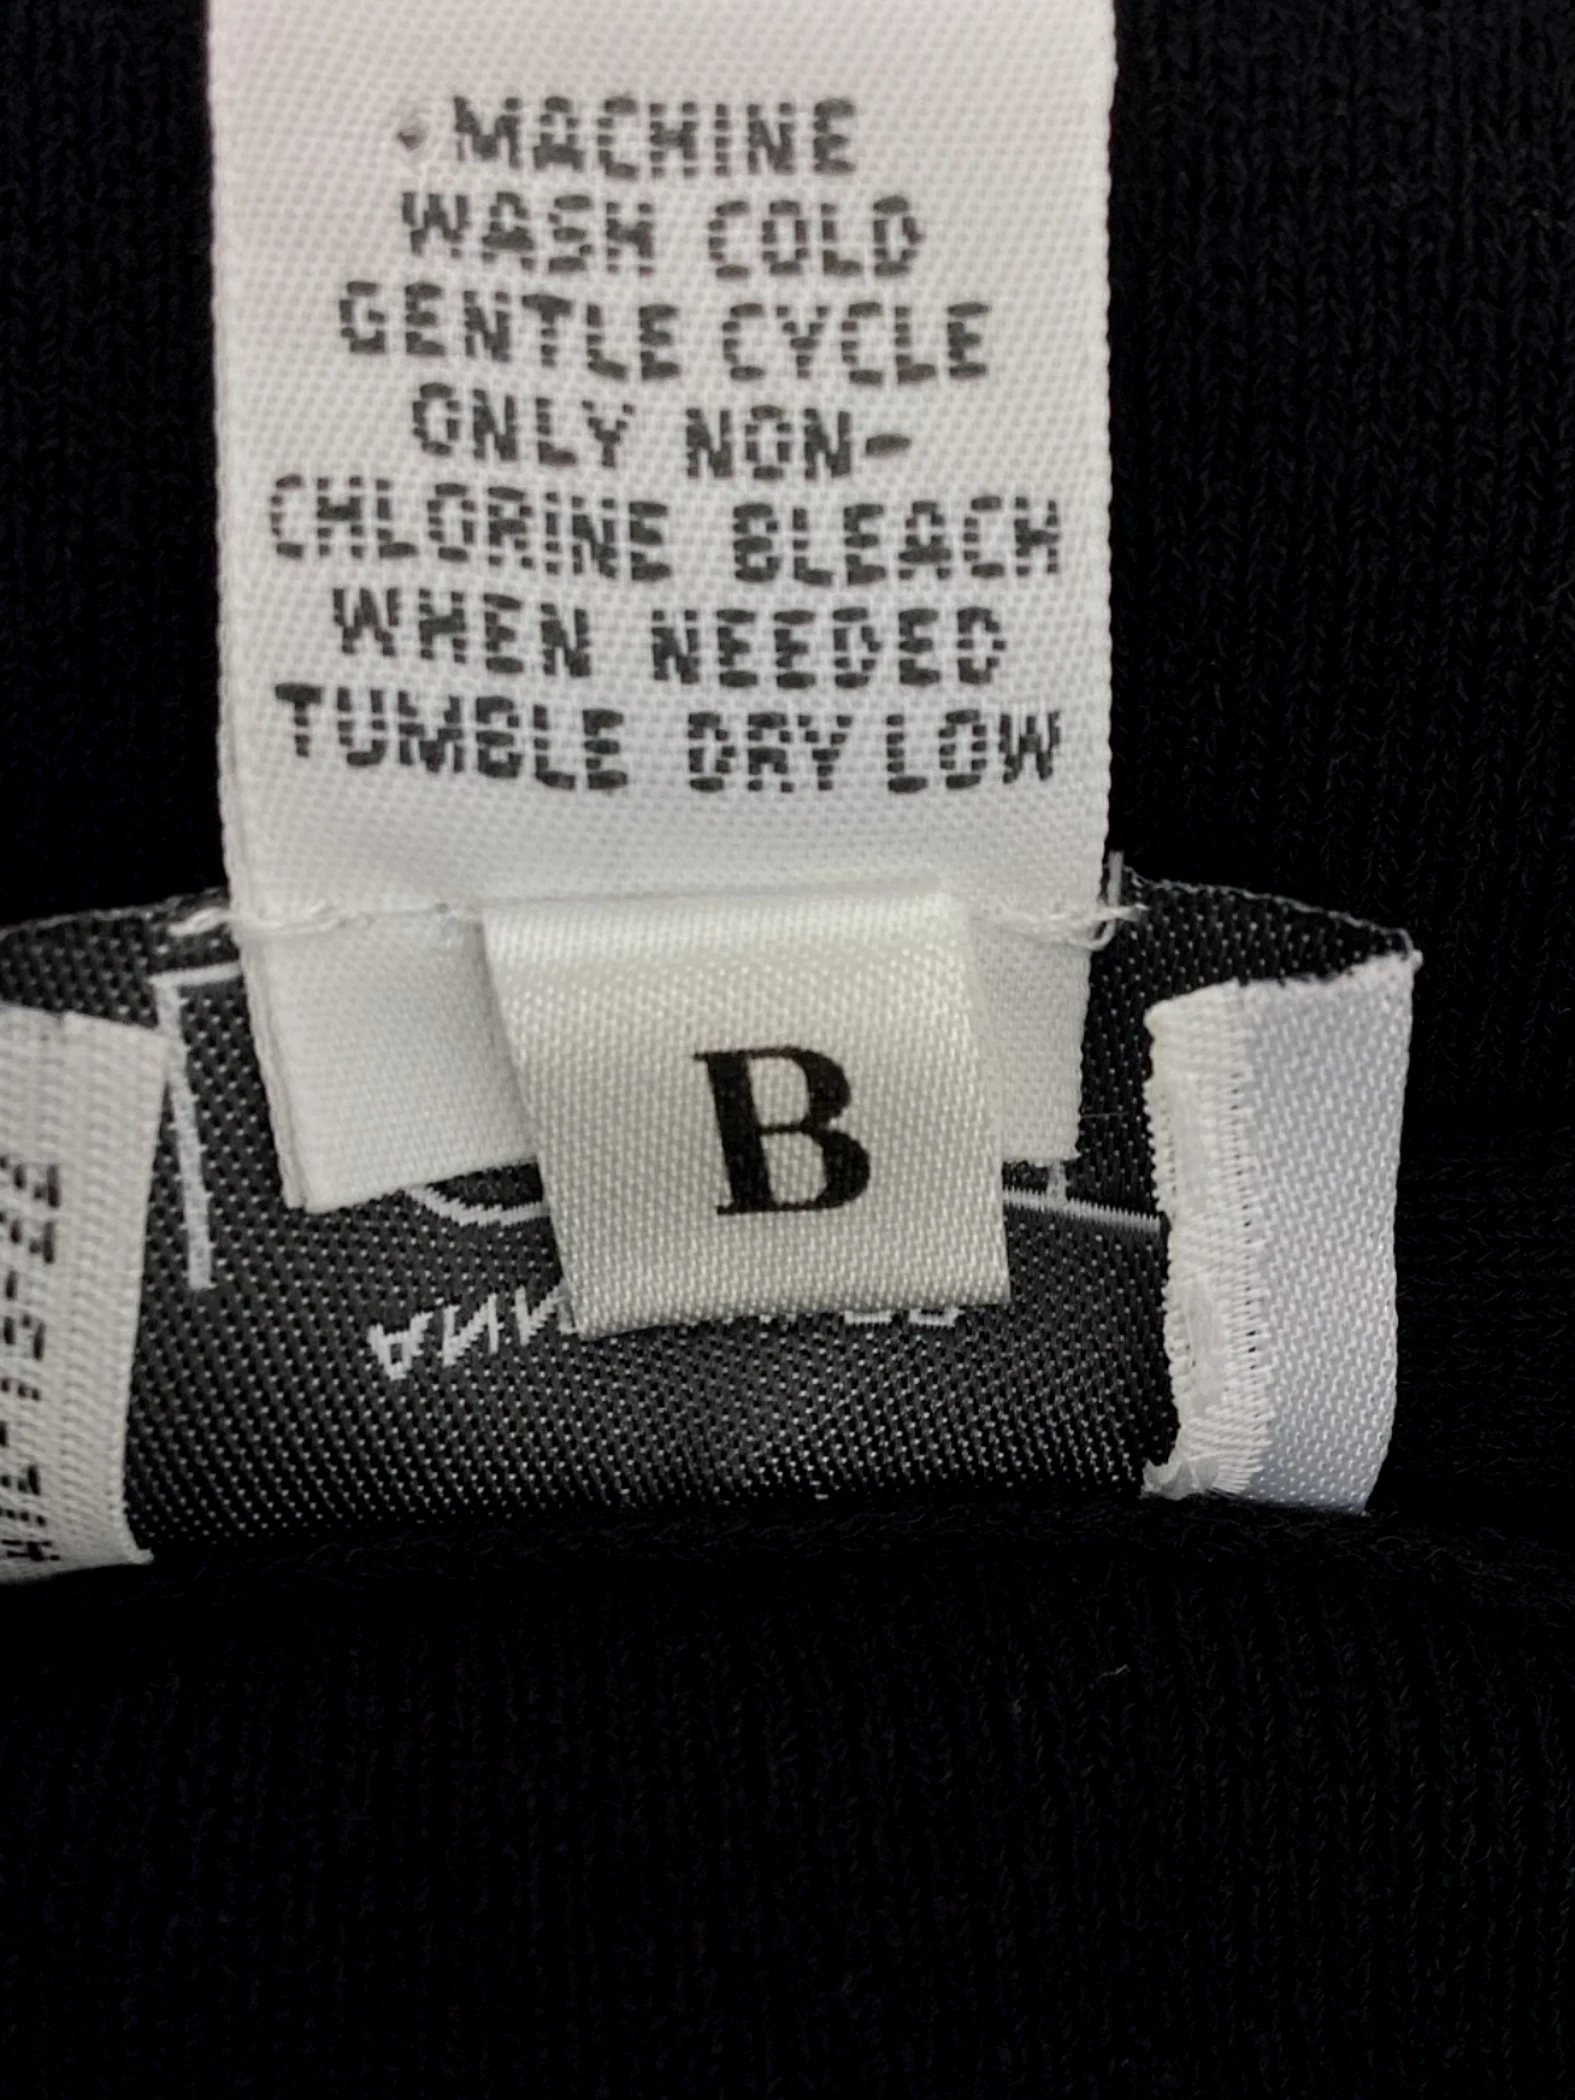 MACHINE
WASH COLD
GENTLE CYCLE
ONLY NON-
CHLORINE BLEACH
WHEN NEEDED
TUMBLE DRY LOW
B